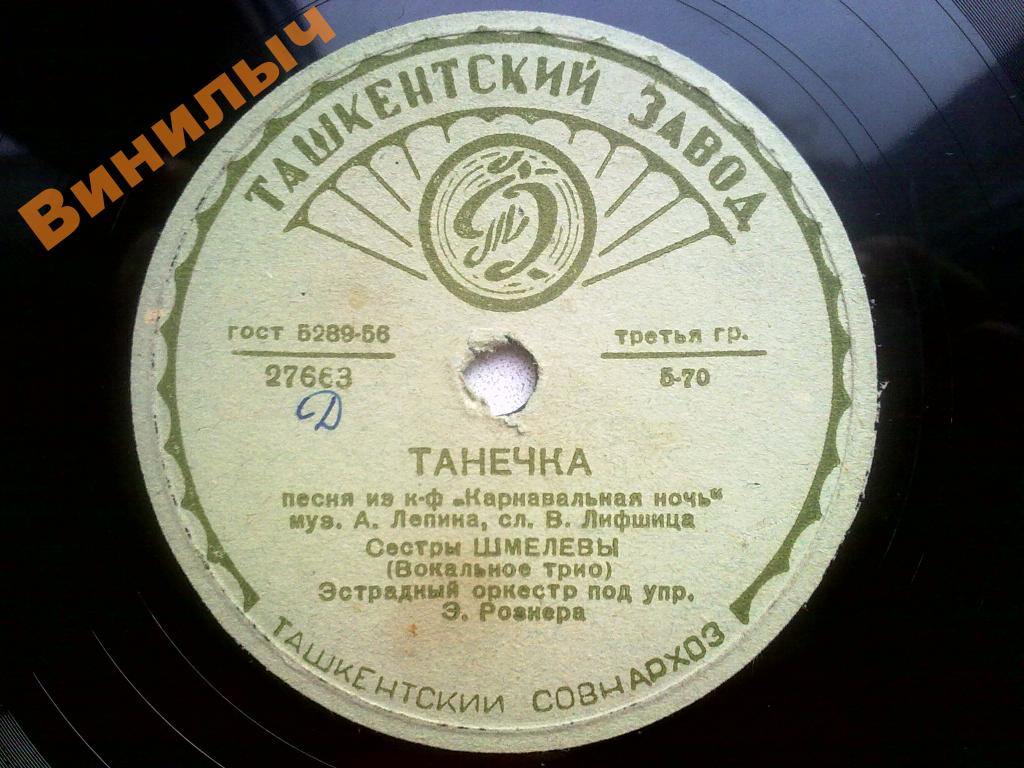 Винилыч
ТАШКЕНТСКИЙ ЗАВОД
гост 5289-56
третья гр.
27663
5-70
Д
ТАНЕЧКА
песня из к-ф „Карнавальная ночь"
муз. А. Лепина, сл. В. Лифшица
Сестры ШМЕЛЕВЫ
(Вокальное трио)
Эстрадный оркестр под упр.
Э. Рознера
ТАШКЕНТСКИИ СОВНАРХОЗ